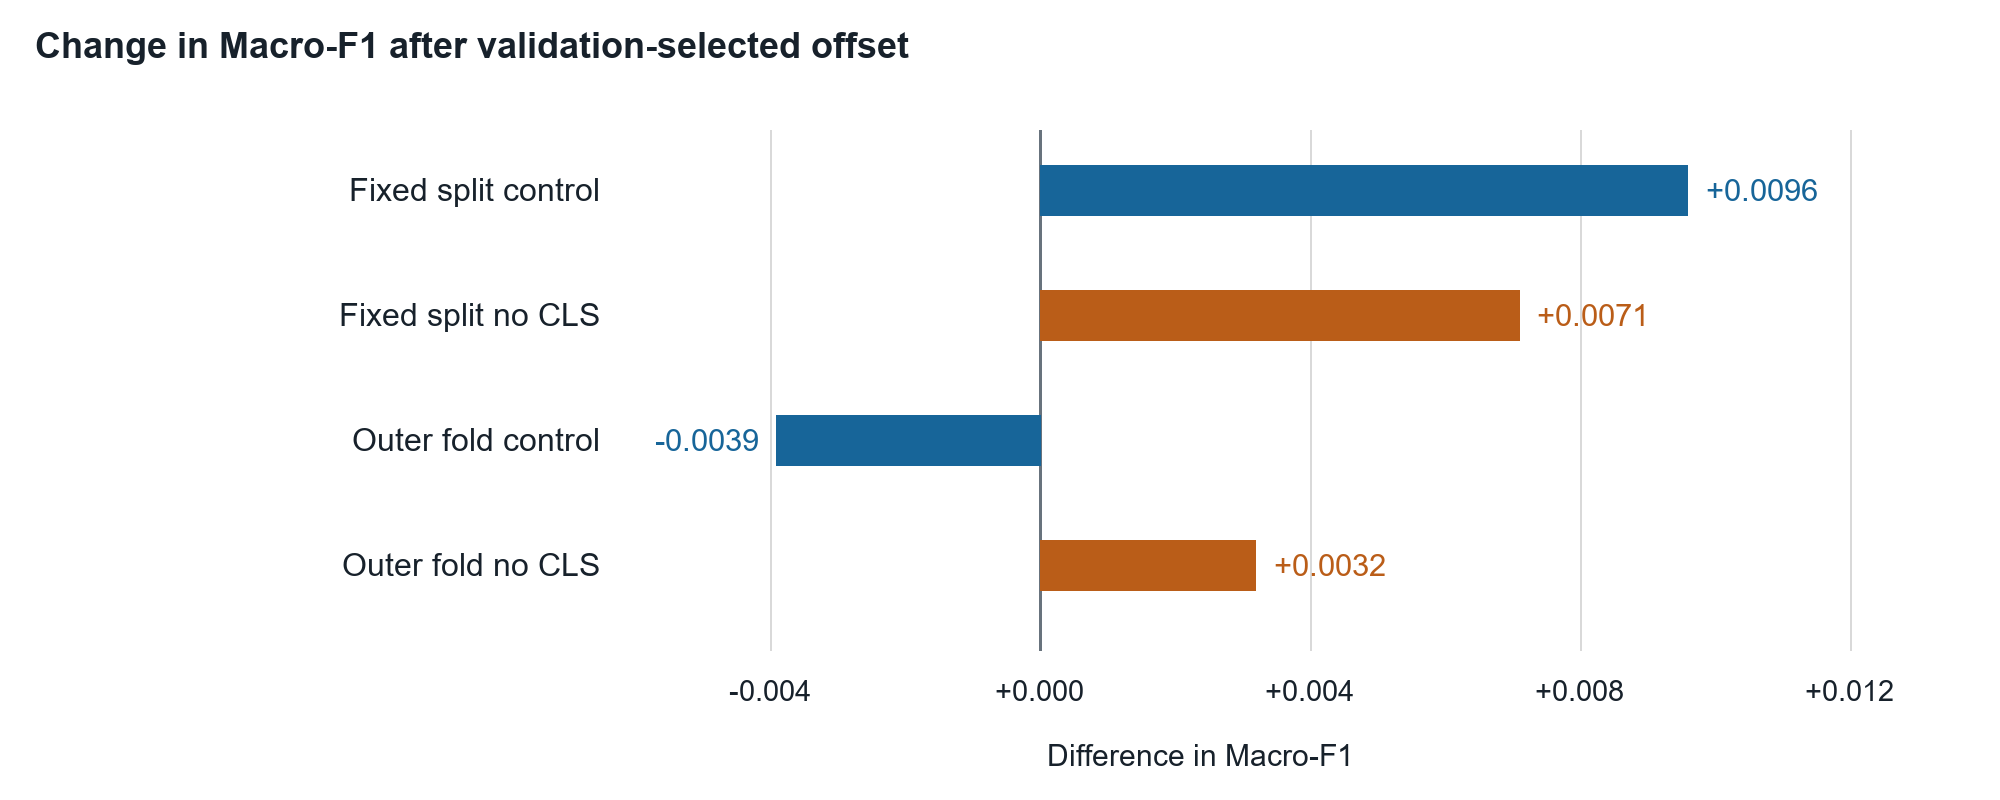 Change in Macro-F1 after validation-selected offset
Fixed split control
+0.0096
Fixed split no CLS
+0.0071
Outer fold control
-0.0039
Outer fold no CLS
+0.0032
-0.004 +0.000 +0.004 +0.008 +0.012
Difference in Macro-F1